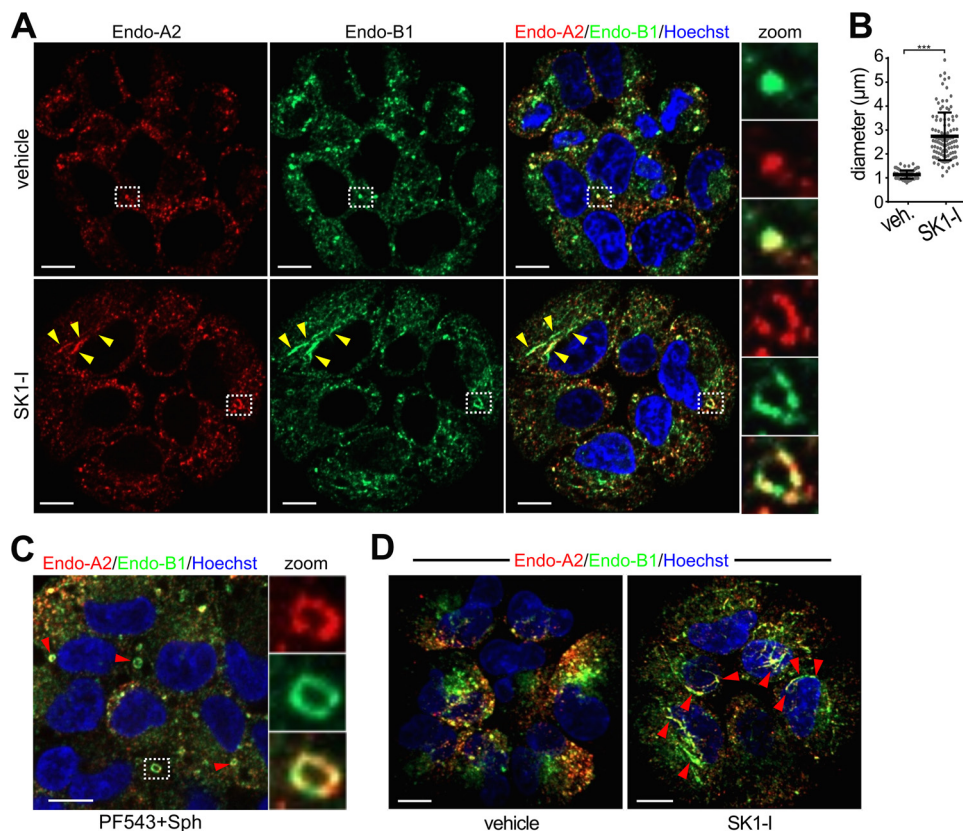 A
Endo-A2
Endo-B1
Endo-A2/Endo-B1/Hoechst
zoom
vehicle
SK1-I
B
***
diameter (µm)
6
5
4
3
2
1
0
veh.
SK1-I
C
Endo-A2/Endo-B1/Hoechst
zoom
PF543+Sph
D
Endo-A2/Endo-B1/Hoechst
vehicle
SK1-I